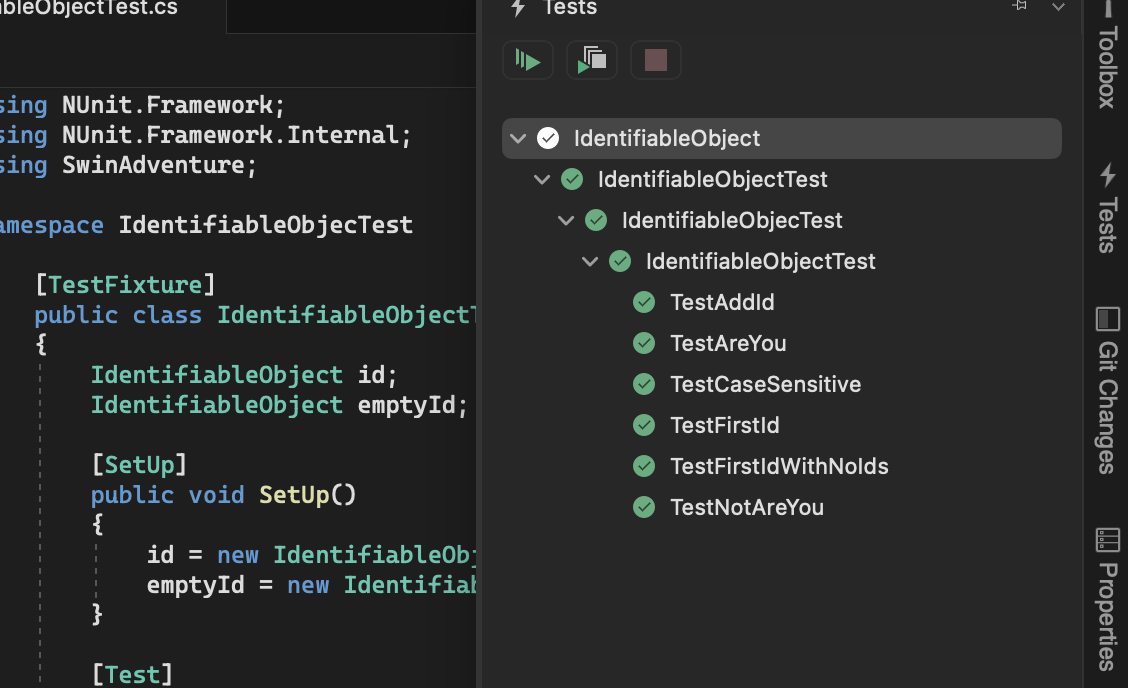 bleObjectTest.cs
sing NUnit.Framework;
sing NUnit.Framework.Internal;
sing SwinAdventure;
amespace IdentifiableObjecTest
[TestFixture]
public class IdentifiableObjectT
{
IdentifiableObject id;
IdentifiableObject emptyId;
[SetUp]
public void SetUp()
{
id = new IdentifiableObj
emptyId = new Identifiab
}
[Test]
Tests
IdentifiableObject
IdentifiableObjectTest
IdentifiableObjecTest
IdentifiableObjectTest
TestAddId
TestAreYou
TestCaseSensitive
TestFirstId
TestFirstIdWithNoIds
TestNotAreYou
Toolbox
Tests
Git Changes
Properties